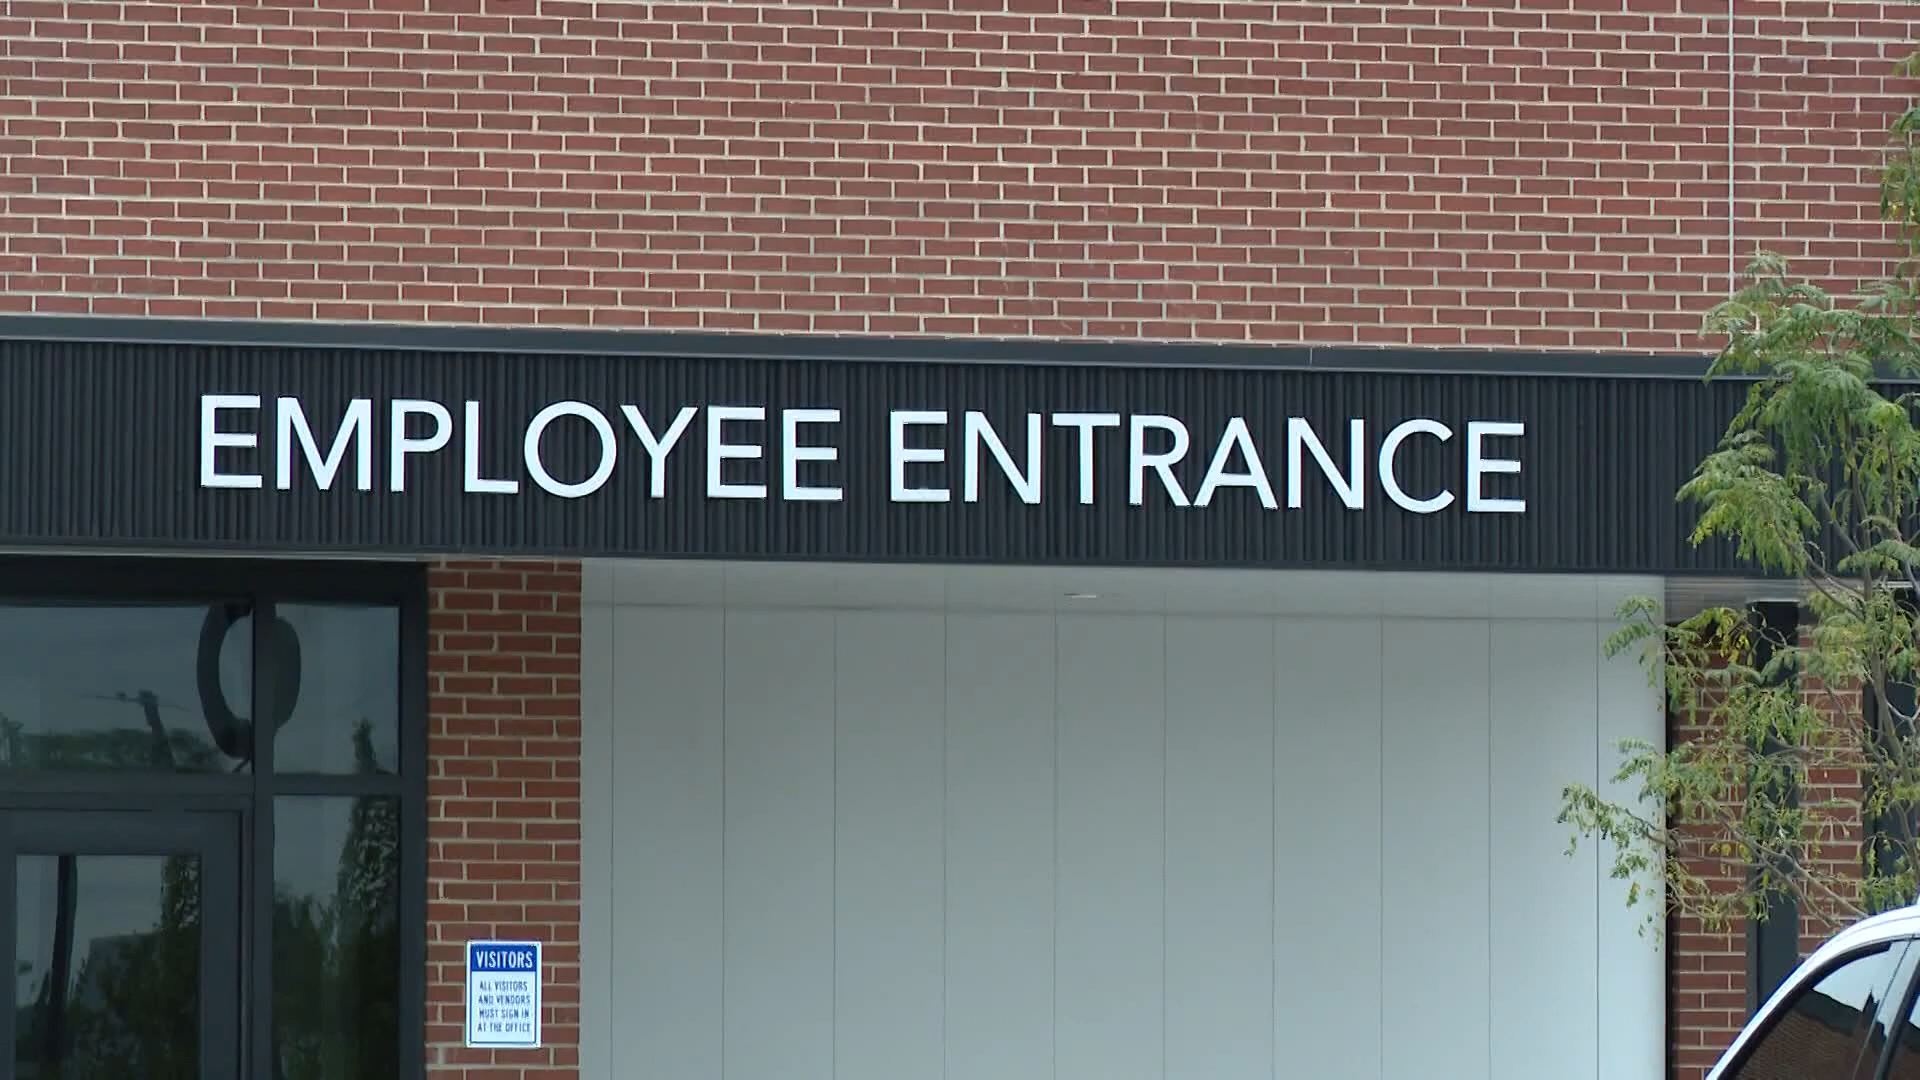 EMPLOYEE ENTRANCE
VISITORS
ALL VISITORS
AND VENDORS
MUST SIGN IN
AT THE OFFICE